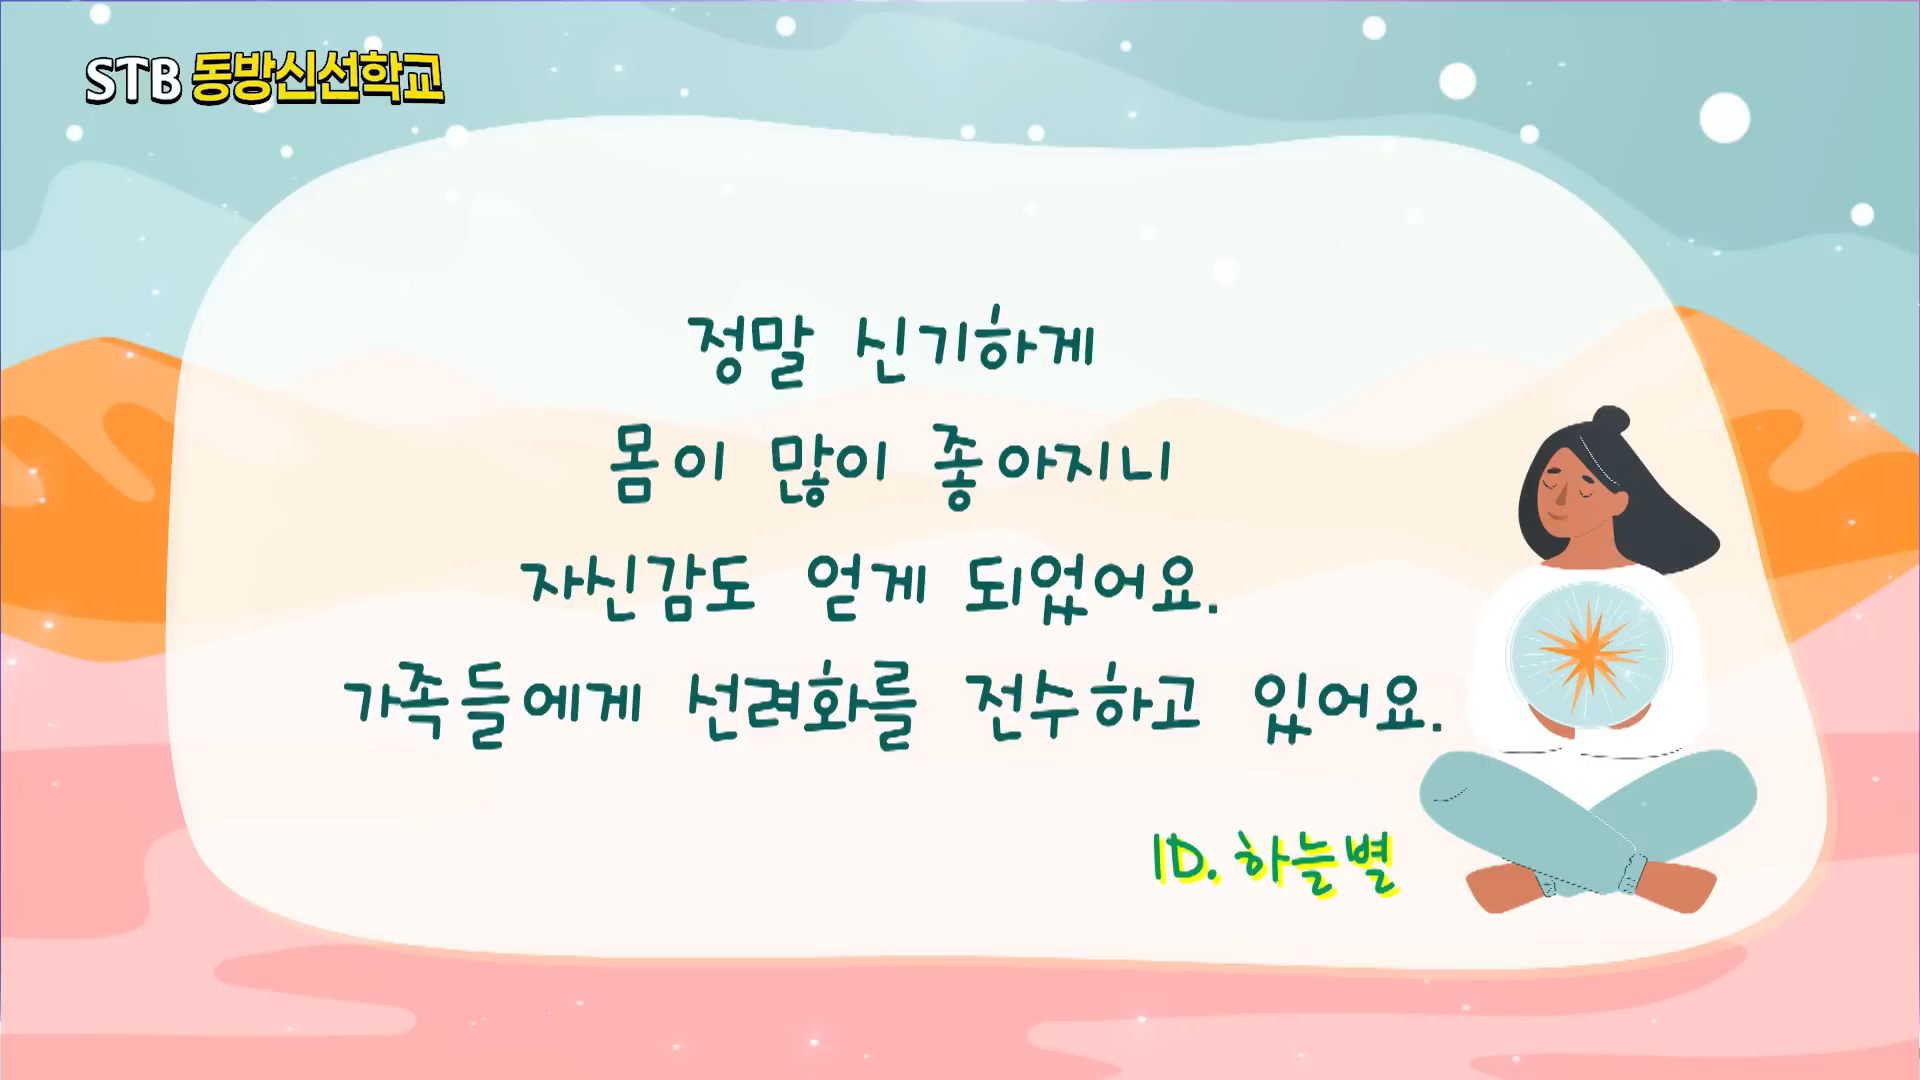 STB 동방신선학교
정말 신기하게
몸이 많이 좋아지니
자신감도 얻게 되었어요.
가족들에게 선려화를 전수하고 있어요.
ID. 하늘별